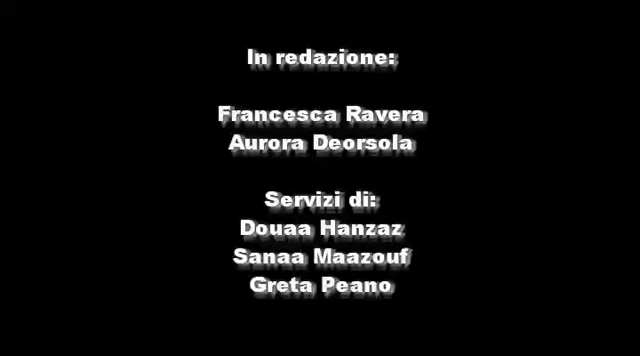 In redazione:
Francesca Ravera
Aurora Deorsola
Servizi di:
Douaa Hanzaz
Sanaa Maazouf
Greta Peano